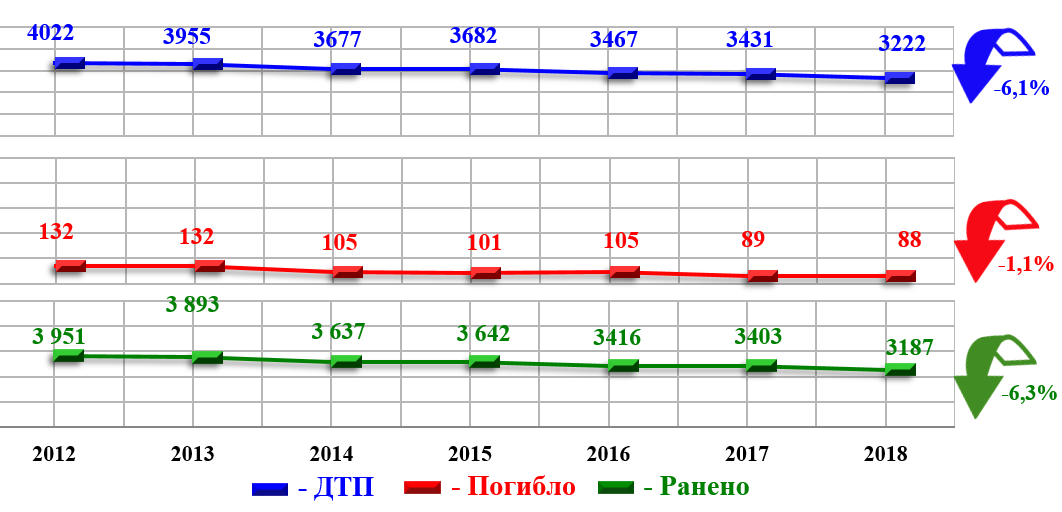 4022 3955 3677 3682 3467 3431 3222
-6,1%
132 132 105 101 105 89 88
-1,1%
3 951 3 893 3 637 3 642 3416 3403 3187
-6,3%
2012 2013 2014 2015 2016 2017 2018
- ДТП - Погибло - Ранено